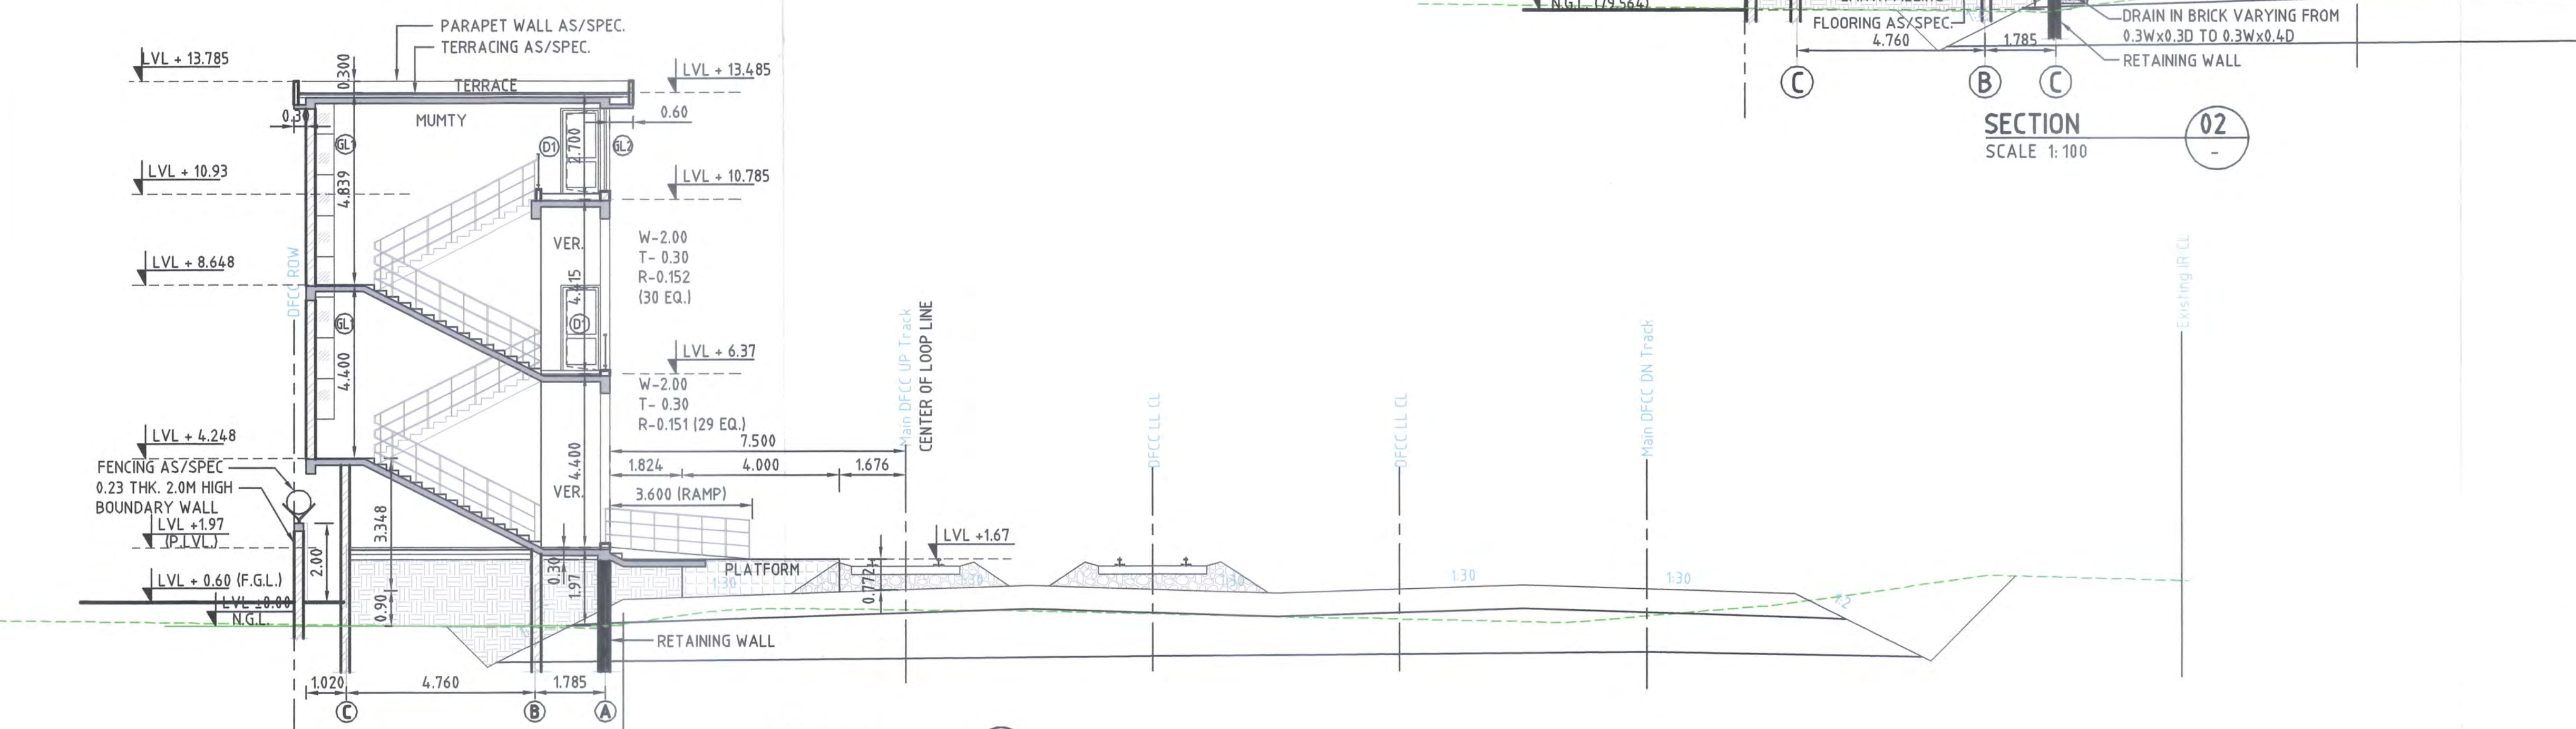 PARAPET WALL AS/SPEC.
TERRACING AS/SPEC.
LVL + 13.785
0.300
TERRACE
LVL + 13.485
0.30
MUMTY
0.60
GL1
D1
2.700
GL2
LVL + 10.93
4.839
LVL + 10.785
DFCC ROW
VER.
W-2.00
T- 0.30
R-0.152
(30 EQ.)
LVL + 8.648
4.415
GL1
D1
4.400
LVL + 6.37
W-2.00
T- 0.30
R-0.151 (29 EQ.)
Main DFCC UP Track
CENTER OF LOOP LINE
LVL + 4.248
7.500
1.824
4.000
1.676
4.400
VER.
3.600 (RAMP)
FENCING AS/SPEC
0.23 THK. 2.0M HIGH
BOUNDARY WALL
LVL +1.97
(P.LVL.)
3.348
2.00
LVL +1.67
LVL + 0.60 (F.G.L.)
LVL ±0.00
N.G.L.
0.90
0.30
1.97
PLATFORM
1:30
0.772
1:30
1:30
1:30
1:30
1:2
RETAINING WALL
1.020
4.760
1.785
C
B
A
DFCC LL CL
DFCC LL CL
Main DFCC DN Track
Existing IR CL
N.G.L. (79.564)
FLOORING AS/SPEC.
DRAIN IN BRICK VARYING FROM
0.3Wx0.3D TO 0.3Wx0.4D
4.760
1.785
RETAINING WALL
C
B
C
SECTION
02
SCALE 1:100
-